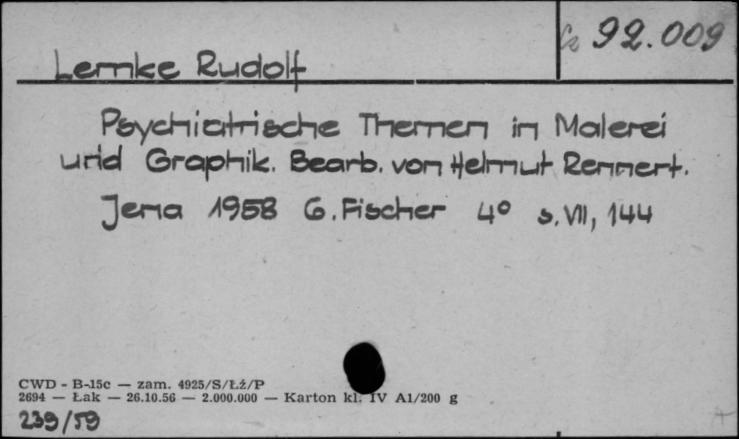 92.009
Lemke Rudolf
Psychiatrische Themen in Malerei
und Graphik. Bearb. von Helmut Rennert.
Jena 1958 G. Fischer 4° s. VII, 144
CWD - B-15c — zam. 4925/S/Łż/P
2694 — Łak — 26.10.56 — 2.000.000 — Karton kl. IV A1/200 g
239/59